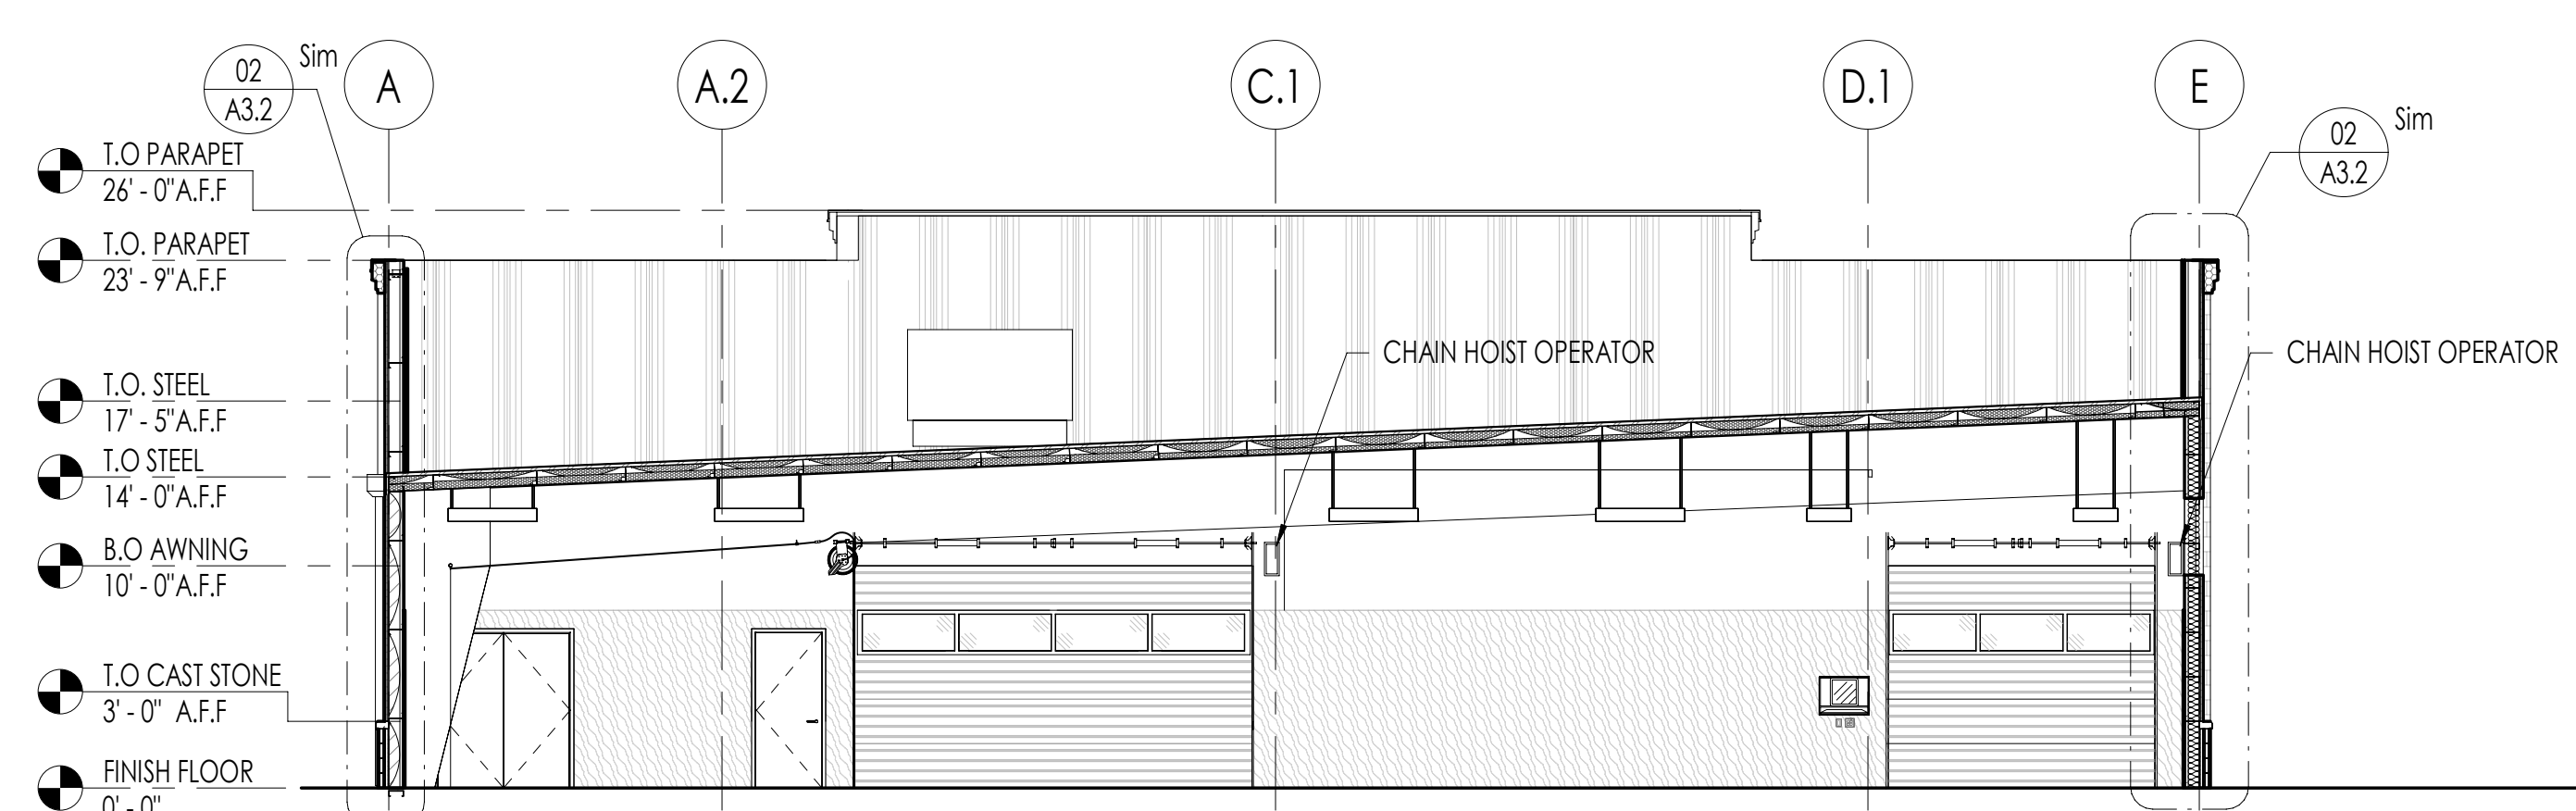 02
A3.2
Sim
A
A.2
C.1
D.1
E
02
A3.2
Sim
T.O PARAPET
26' - 0"A.F.F
T.O. PARAPET
23' - 9"A.F.F
CHAIN HOIST OPERATOR
CHAIN HOIST OPERATOR
T.O. STEEL
17' - 5"A.F.F
T.O STEEL
14' - 0"A.F.F
B.O AWNING
10' - 0"A.F.F
T.O CAST STONE
3' - 0" A.F.F
FINISH FLOOR
0' - 0"